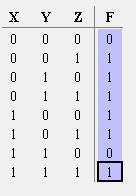 X Y Z F
0 0 0 0
0 0 1 1
0 1 0 1
0 1 1 1
1 0 0 1
1 0 1 1
1 1 0 0
1 1 1 1